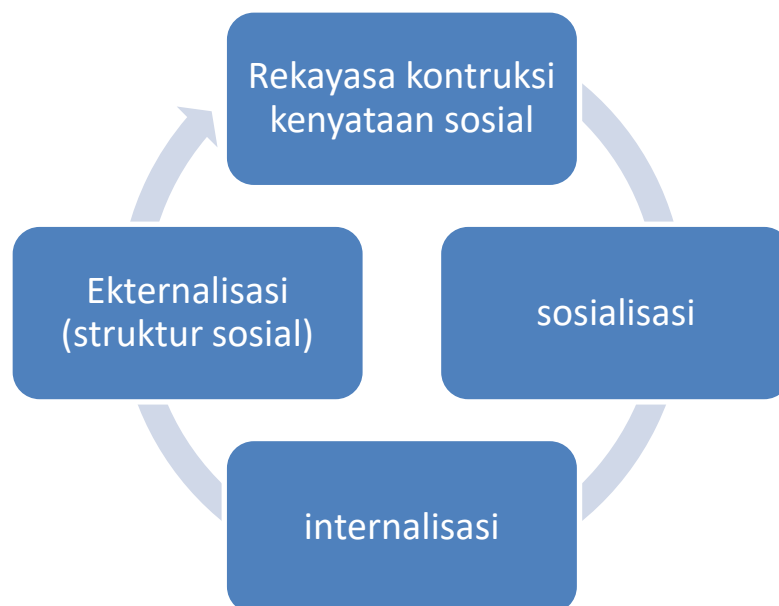 Rekayasa kontruksi
kenyataan sosial
sosialisasi
internalisasi
Ekternalisasi
(struktur sosial)